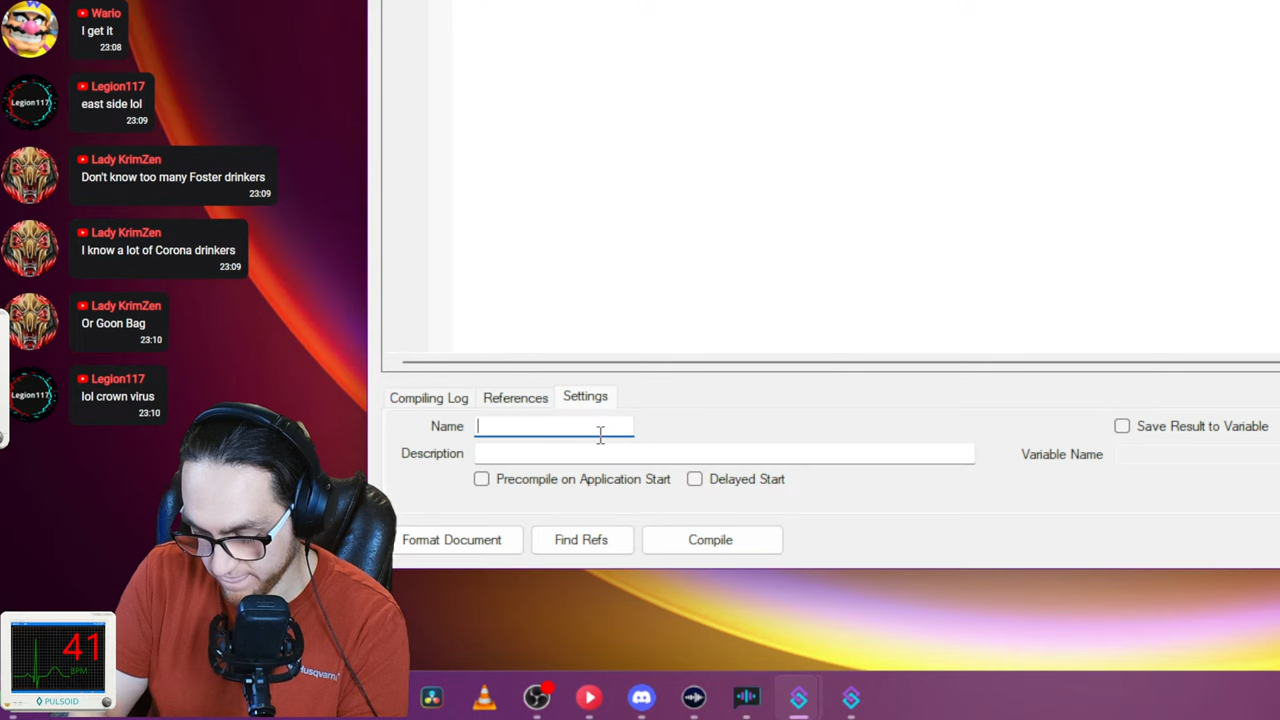 Wario
I get it
23:08
Legion117
Legion117
east side lol
23:09
Lady KrimZen
Don't know too many Foster drinkers
23:09
Lady KrimZen
I know a lot of Corona drinkers
23:09
Lady KrimZen
Or Goon Bag
23:10
Legion117
Legion117
lol crown virus
23:10
Compiling Log References Settings
Name
Save Result to Variable
Description
Variable Name
Precompile on Application Start Delayed Start
Format Document Find Refs Compile
41
BPM
PULSOID
Husqvarna